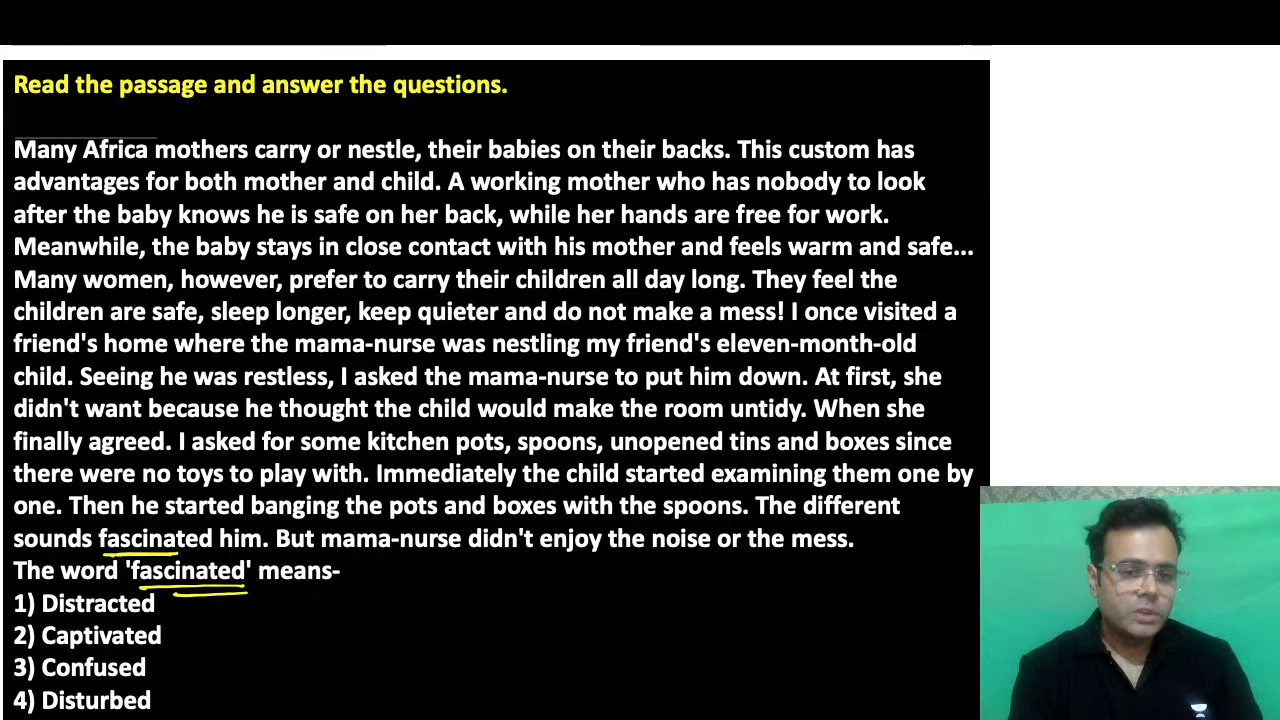 Read the passage and answer the questions.
Many Africa mothers carry or nestle, their babies on their backs. This custom has
advantages for both mother and child. A working mother who has nobody to look
after the baby knows he is safe on her back, while her hands are free for work.
Meanwhile, the baby stays in close contact with his mother and feels warm and safe...
Many women, however, prefer to carry their children all day long. They feel the
children are safe, sleep longer, keep quieter and do not make a mess! I once visited a
friend's home where the mama-nurse was nestling my friend's eleven-month-old
child. Seeing he was restless, I asked the mama-nurse to put him down. At first, she
didn't want because he thought the child would make the room untidy. When she
finally agreed. I asked for some kitchen pots, spoons, unopened tins and boxes since
there were no toys to play with. Immediately the child started examining them one by
one. Then he started banging the pots and boxes with the spoons. The different
sounds fascinated him. But mama-nurse didn't enjoy the noise or the mess.
The word 'fascinated' means-
1) Distracted
2) Captivated
3) Confused
4) Disturbed